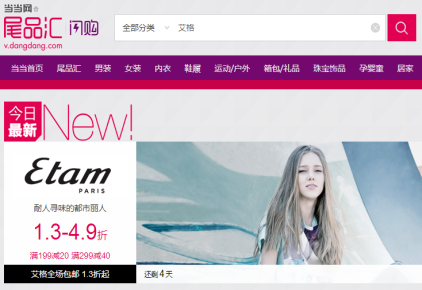 当当网
尾品汇 闪购
v.dangdang.com
全部分类 艾格
当当首页 尾品汇 男装 女装 内衣 鞋靴 运动/户外 箱包/礼品 珠宝饰品 孕婴童 居家
今日
最新 New!
Etam
PARIS
耐人寻味的都市丽人
1.3-4.9折
满199减20 满299减40
艾格全场包邮 1.3折起
还剩 4 天